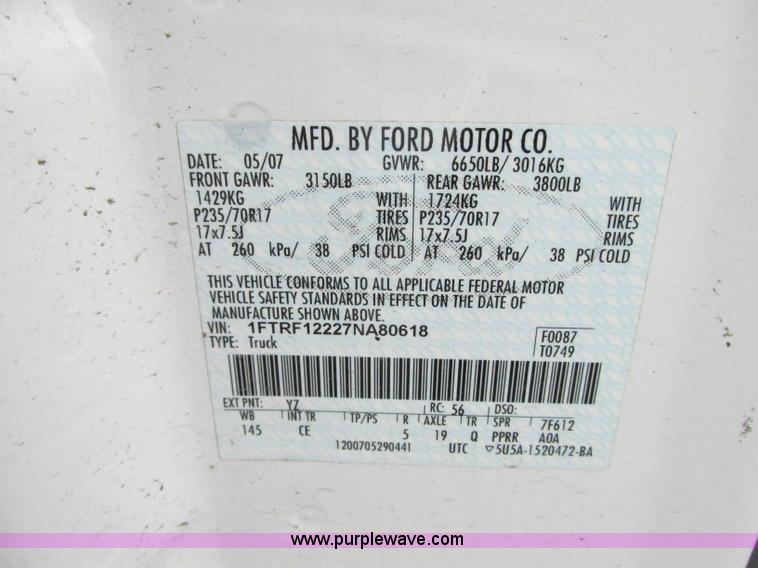 MFD. BY FORD MOTOR CO.
DATE: 05/07 GVWR: 6650LB/ 3016KG
FRONT GAWR: 3150LB REAR GAWR: 3800LB
1429KG WITH 1724KG WITH
P235/70R17 TIRES P235/70R17 TIRES
17x7.5J RIMS 17x7.5J RIMS
AT 260 kPa/ 38 PSI COLD AT 260 kPa/ 38 PSI COLD
Ford
THIS VEHICLE CONFORMS TO ALL APPLICABLE FEDERAL MOTOR
VEHICLE SAFETY STANDARDS IN EFFECT ON THE DATE OF
MANUFACTURE SHOWN ABOVE.
VIN: 1FTRF12227NA80618 F0087
TYPE: Truck T0749
EXT PNT: YZ RC: 56 DSO:
WB INT TR TP/PS R AXLE TR SPR 7F612
145 CE 5 19 Q PPRR A0A
1200705290441 UTC ▽5U5A-1520472-BA
www.purplewave.com